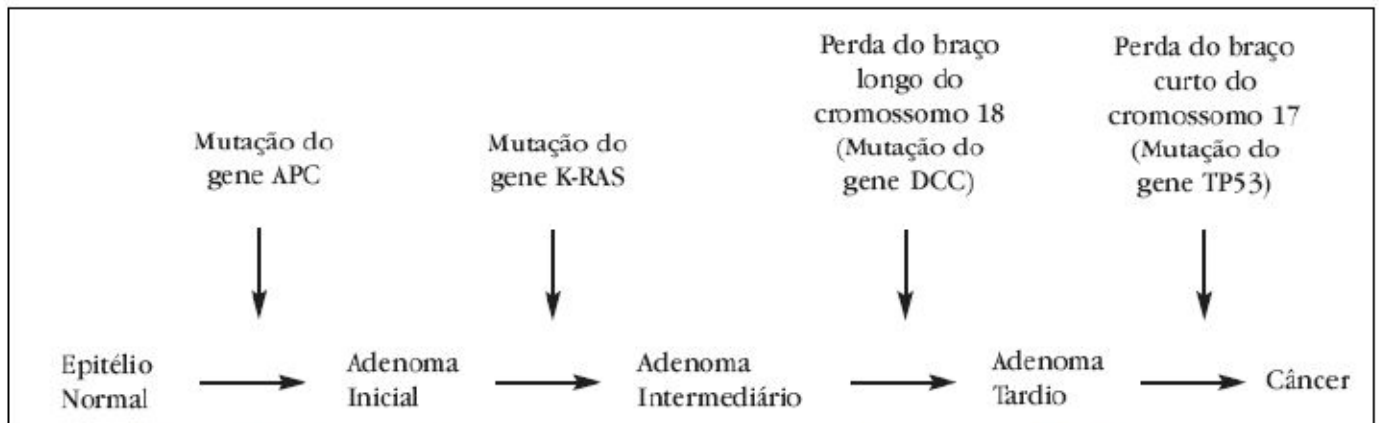 Mutação do
gene APC
Mutação do
gene K-RAS
Perda do braço
longo do
cromossomo 18
(Mutação do
gene DCC)
Perda do braço
curto do
cromossomo 17
(Mutação do
gene TP53)
Epitélio
Normal
Adenoma
Inicial
Adenoma
Intermediário
Adenoma
Tardio
Câncer